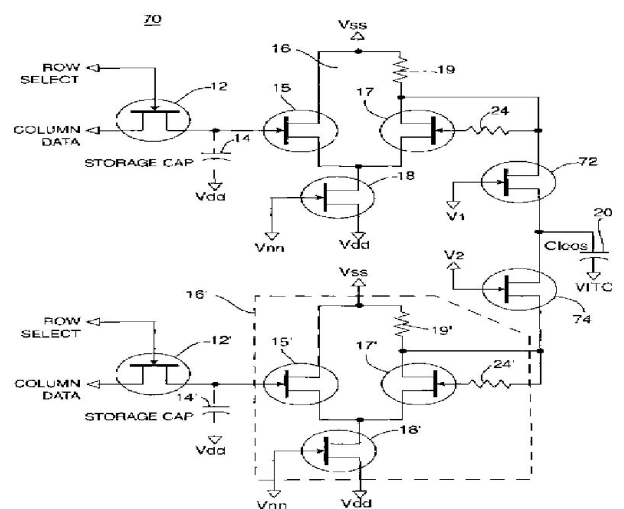 70
Vss
ROW
SELECT
12
16
19
15
17
24
COLUMN
DATA
14
STORAGE CAP
Vdd
18
72
V1
Vnn
Vdd
20
Clcos
V2
VITO
Vss
16'
74
ROW
SELECT
12'
19'
15'
17'
24'
COLUMN
DATA
14'
STORAGE CAP
Vdd
18'
Vnn
Vdd